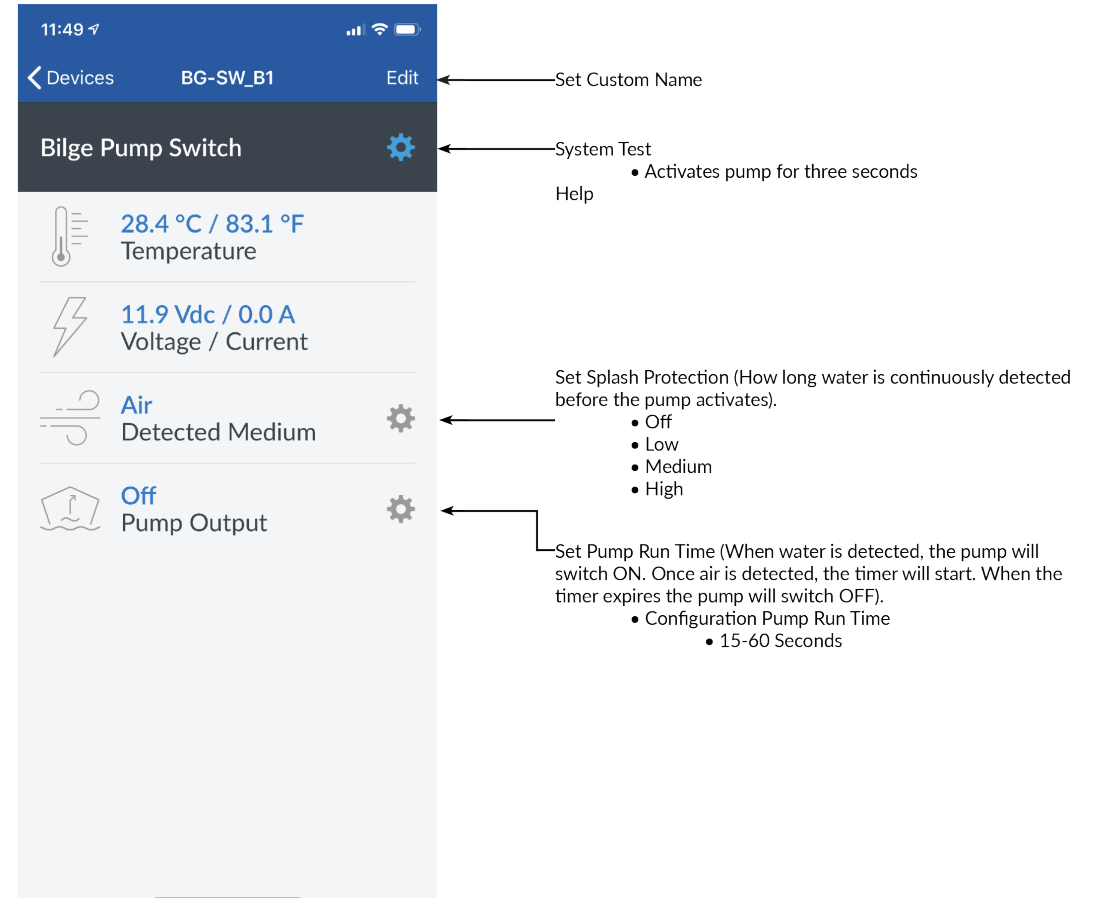 11:49
Devices
BG-SW_B1
Edit
Set Custom Name
Bilge Pump Switch
System Test
• Activates pump for three seconds
Help
28.4 °C / 83.1 °F
Temperature
11.9 Vdc / 0.0 A
Voltage / Current
Air
Detected Medium
Set Splash Protection (How long water is continuously detected
before the pump activates).
• Off
• Low
• Medium
• High
Off
Pump Output
Set Pump Run Time (When water is detected, the pump will
switch ON. Once air is detected, the timer will start. When the
timer expires the pump will switch OFF).
• Configuration Pump Run Time
• 15-60 Seconds